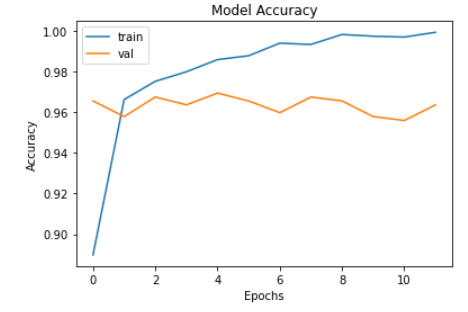 Model Accuracy
train
val
1.00
0.98
0.96
0.94
0.92
0.90
Accuracy
0 2 4 6 8 10
Epochs